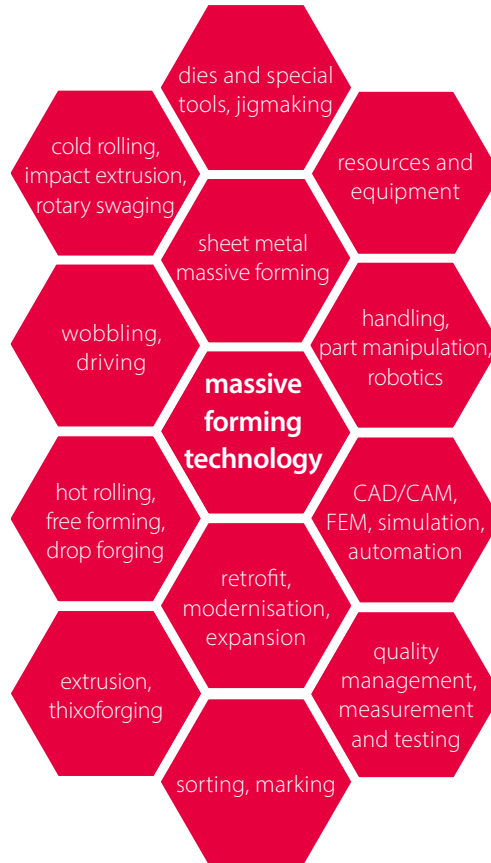 dies and special
tools, jigmaking
cold rolling,
impact extrusion,
rotary swaging
resources and
equipment
sheet metal
massive forming
wobbling,
driving
handling,
part manipulation,
robotics
massive
forming
technology
hot rolling,
free forming,
drop forging
CAD/CAM,
FEM, simulation,
automation
retrofit,
modernisation,
expansion
extrusion,
thixoforging
quality
management,
measurement
and testing
sorting, marking